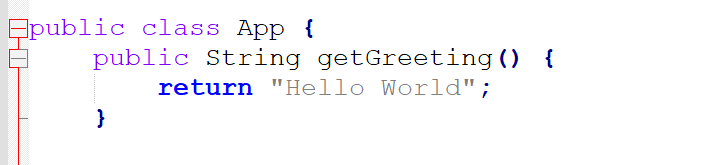 public class App {
    public String getGreeting() {
        return "Hello World";
    }